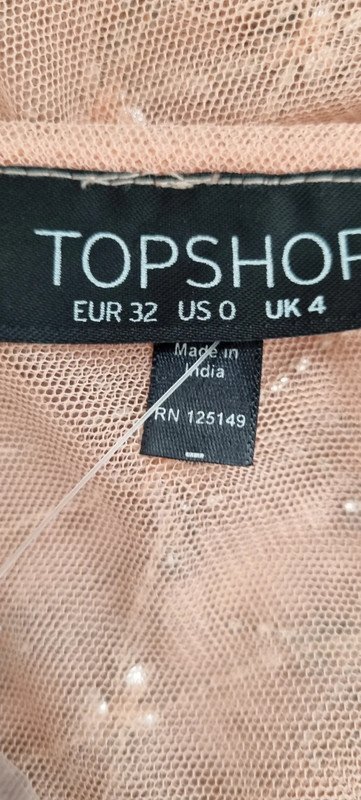 TOPSHOP
EUR 32 US 0 UK 4
Made in
India
RN 125149